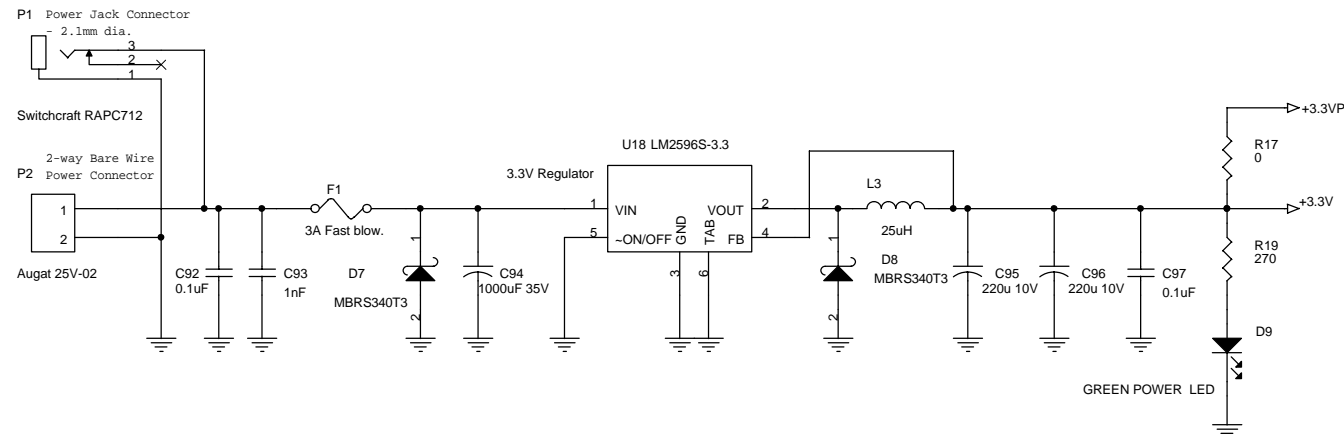 P1 Power Jack Connector
- 2.1mm dia.
3
2
1
Switchcraft RAPC712
2-way Bare Wire
P2 Power Connector
1
2
Augat 25V-02
C92
0.1uF
C93
1nF
F1
3A Fast blow.
D7
MBRS340T3
1
2
C94
1000uF 35V
3.3V Regulator
U18 LM2596S-3.3
1
5
VIN
~ON/OFF
GND
TAB
VOUT
FB
2
4
3
6
L3
25uH
1
2
D8
MBRS340T3
C95
220u 10V
C96
220u 10V
C97
0.1uF
+3.3VP
R17
0
+3.3V
R19
270
D9
GREEN POWER LED